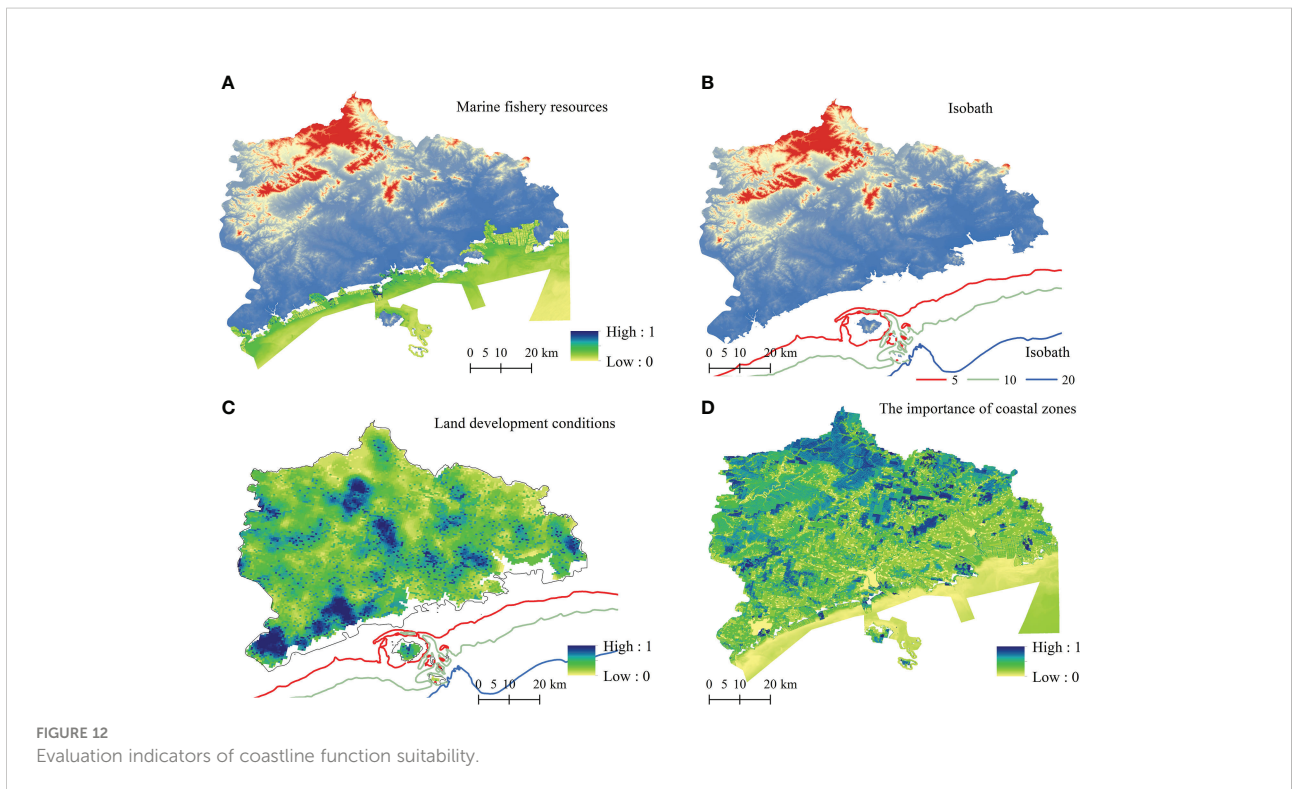 A
Marine fishery resources
High : 1
Low : 0
0 5 10 20 km
B
Isobath
0 5 10 20 km
Isobath
5 10 20
C
Land development conditions
High : 1
Low : 0
0 5 10 20 km
D
The importance of coastal zones
High : 1
Low : 0
0 5 10 20 km
FIGURE 12
Evaluation indicators of coastline function suitability.